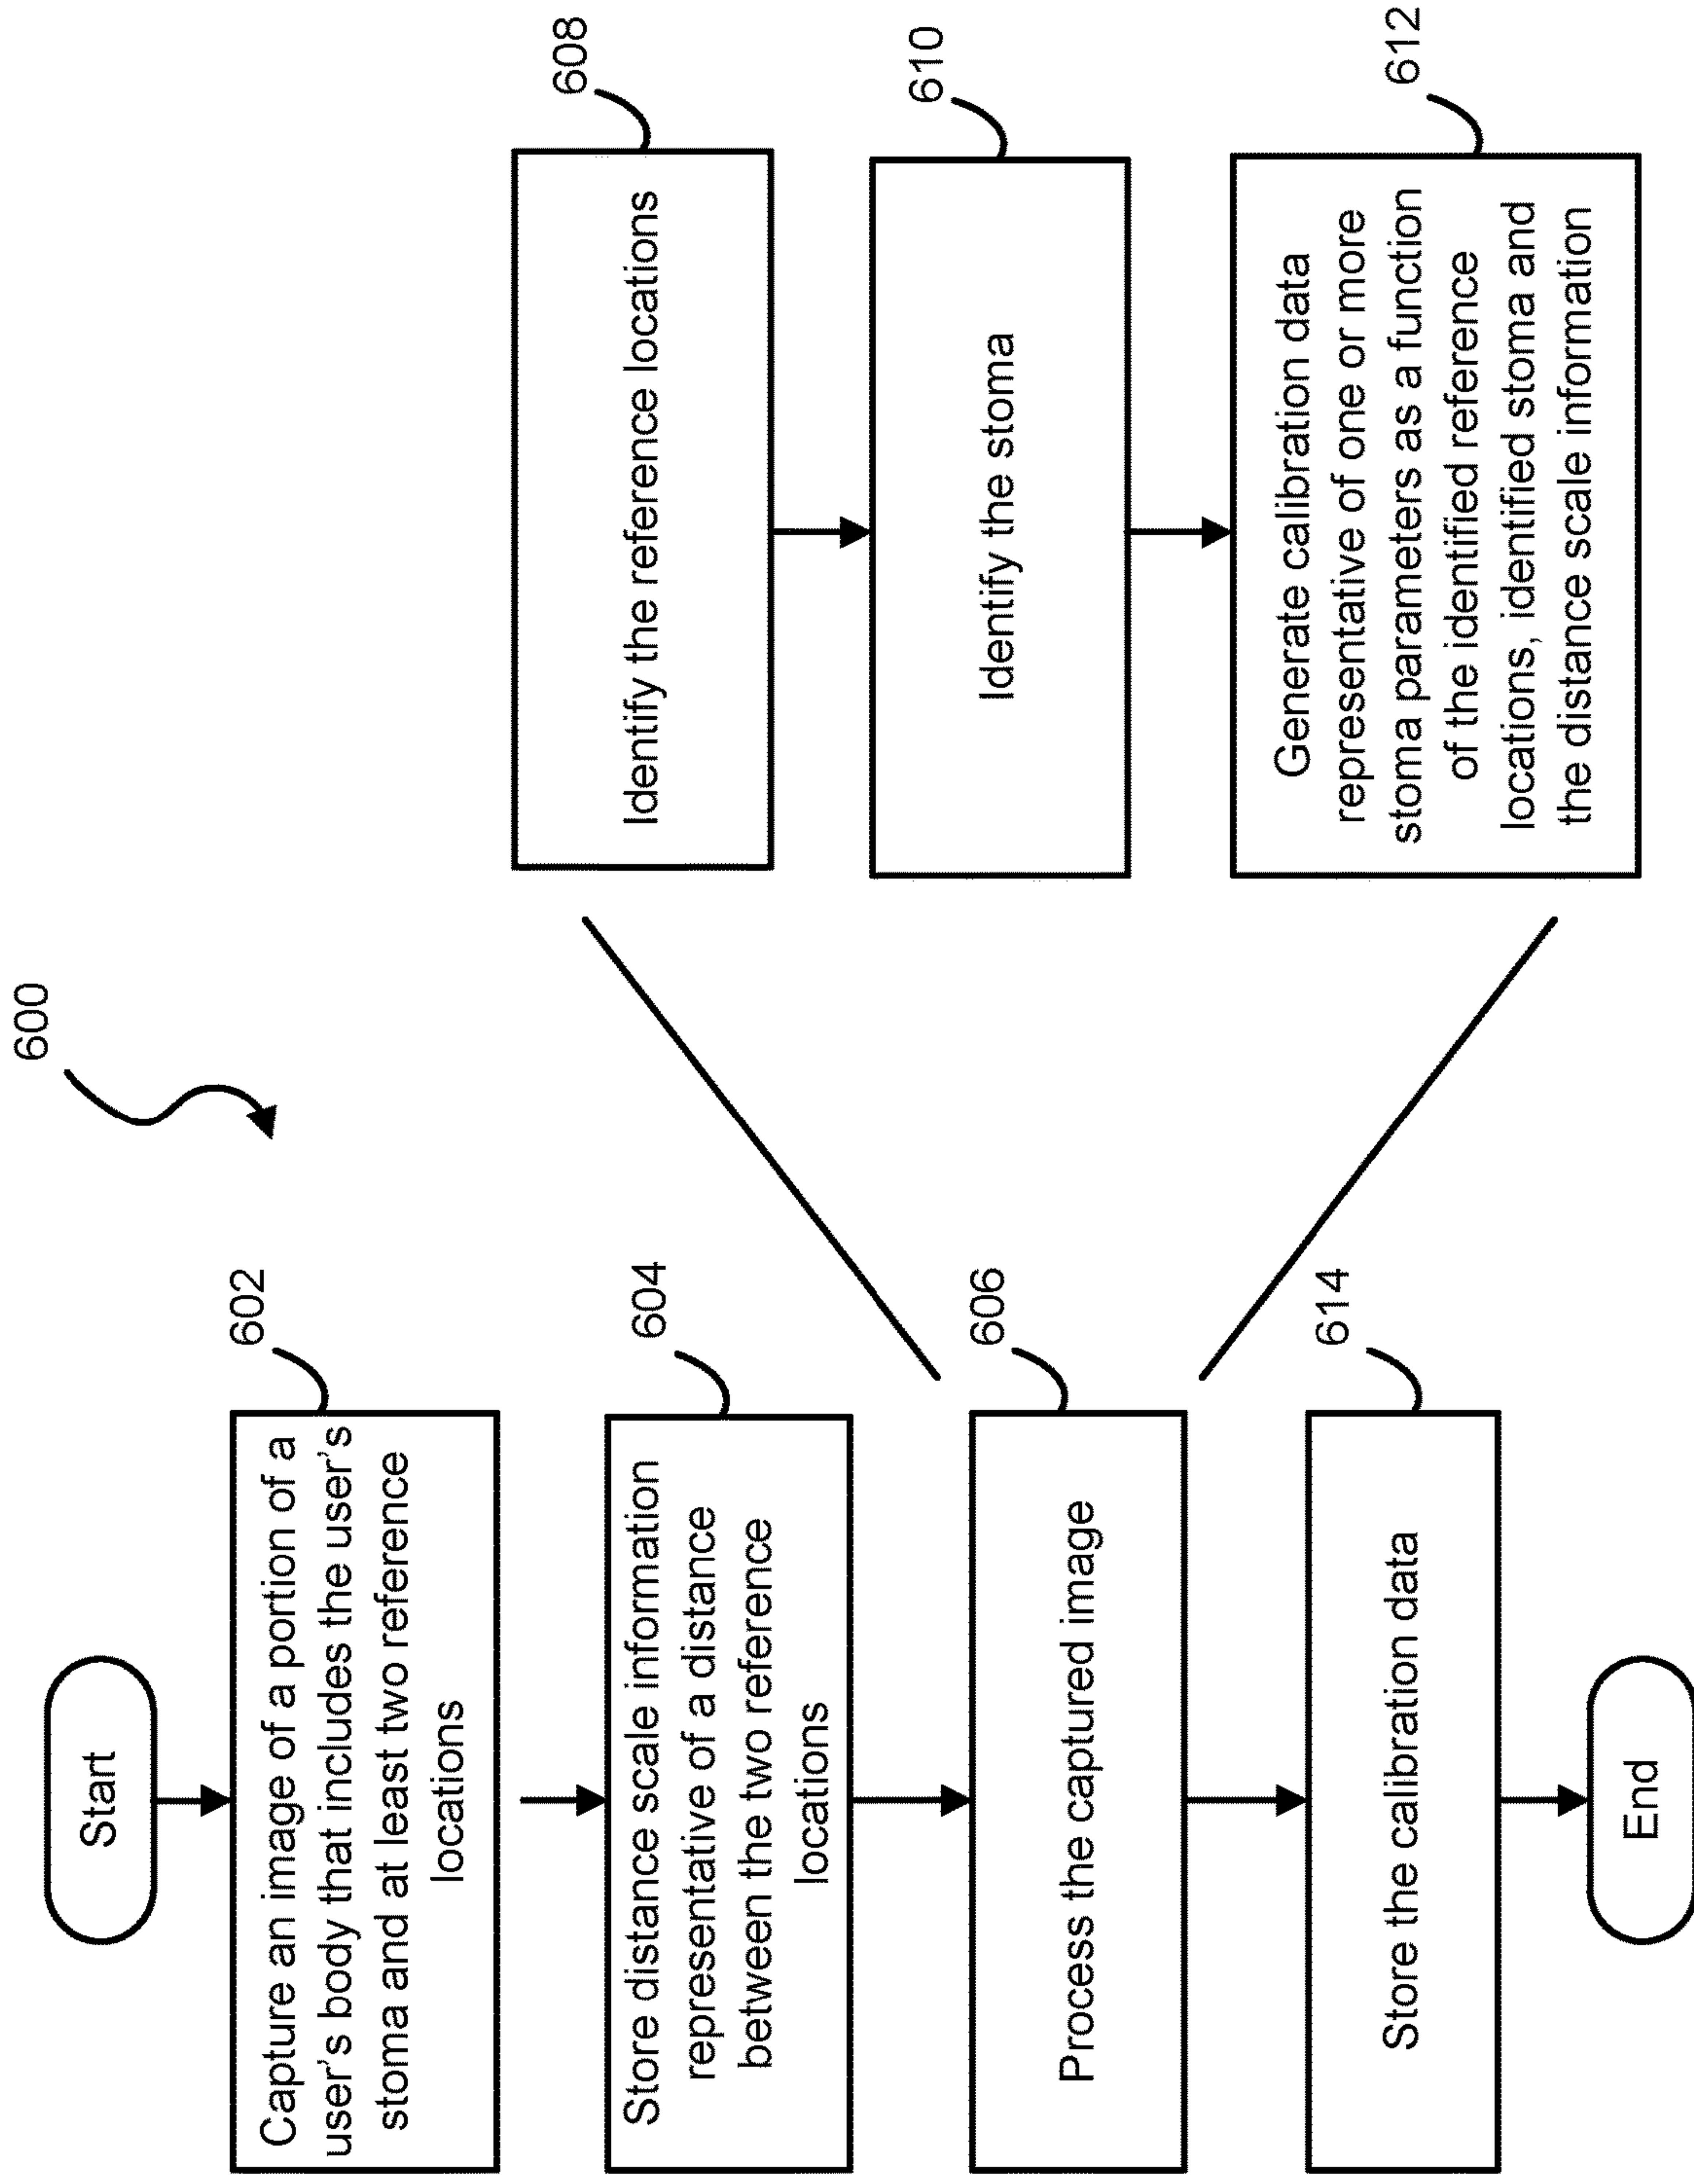 600
Start
602
Capture an image of a portion of a
user's body that includes the user's
stoma and at least two reference
locations
604
Store distance scale information
representative of a distance
between the two reference
locations
606
Process the captured image
608
Identify the reference locations
610
Identify the stoma
612
Generate calibration data
representative of one or more
stoma parameters as a function
of the identified reference
locations, identified stoma and
the distance scale information
614
Store the calibration data
End